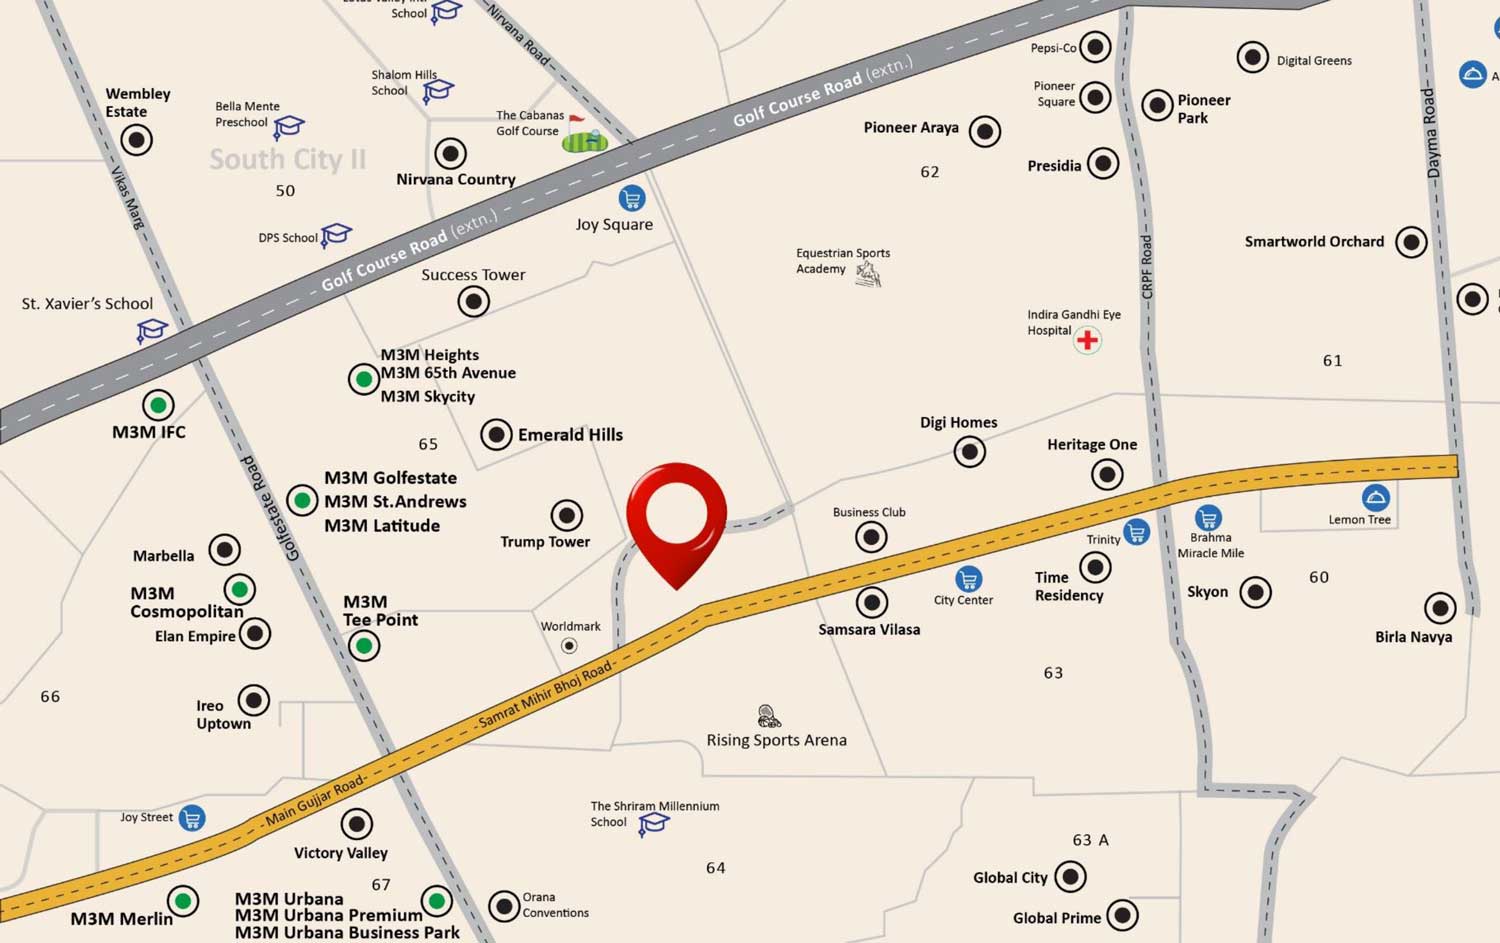 School
Nirvana Road
Shalom Hills
School
Wembley
Estate
Bella Mente
Preschool
The Cabanas
Golf Course
South City II
50
Nirvana Country
Vikas Marg
DPS School
Golf Course Road (extn.)
Joy Square
Success Tower
St. Xavier's School
Golf Course Road (extn.)
Pepsi-Co
Digital Greens
Pioneer
Square
Pioneer
Park
Pioneer Araya
Presidia
62
Dayma Road
Equestrian Sports
Academy
CRPF Road
Smartworld Orchard
Indira Gandhi Eye
Hospital
61
M3M Heights
M3M 65th Avenue
M3M Skycity
M3M IFC
65
Emerald Hills
Digi Homes
Heritage One
Golfestate Road
M3M Golfestate
M3M St.Andrews
M3M Latitude
Trump Tower
Business Club
Lemon Tree
Trinity
Brahma
Miracle Mile
Marbella
M3M
Cosmopolitan
Elan Empire
M3M
Tee Point
Worldmark
City Center
Samsara Vilasa
Time
Residency
Skyon
60
Birla Navya
66
Ireo
Uptown
Samrat Mihir Bhoj Road
63
Rising Sports Arena
Main Gujjar Road
Joy Street
Victory Valley
The Shriram Millennium
School
63 A
64
67
Global City
Global Prime
M3M Merlin
M3M Urbana
M3M Urbana Premium
M3M Urbana Business Park
Orana
Conventions